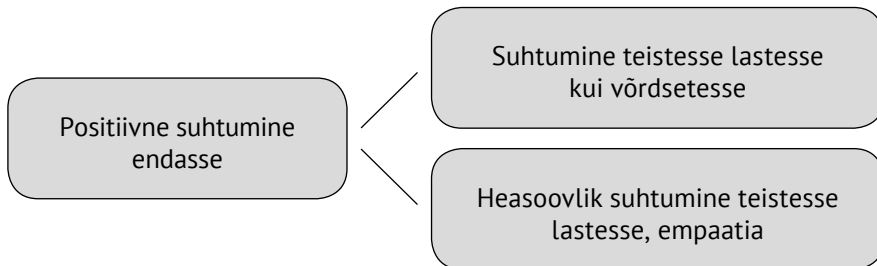 Positiivne suhtumine
endasse
Suhtumine teistesse lastesse
kui võrdsetesse
Heasoovlik suhtumine teistesse
lastesse, empaatia